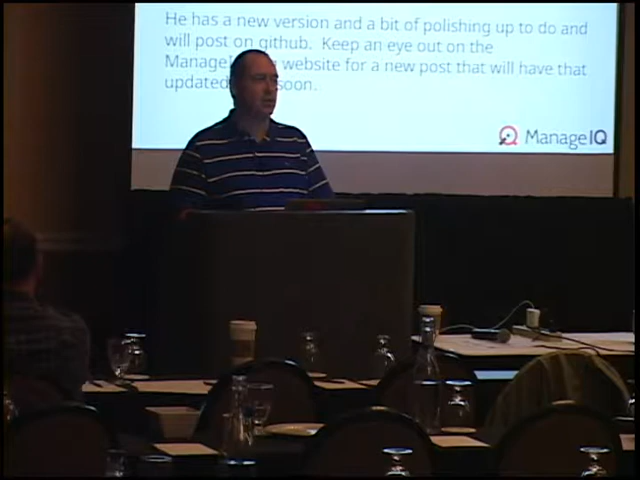 He has a new version and a bit of polishing up to do and
will post on github. Keep an eye out on the
ManageI website for a new post that will have that
updated soon.
ManageIQ